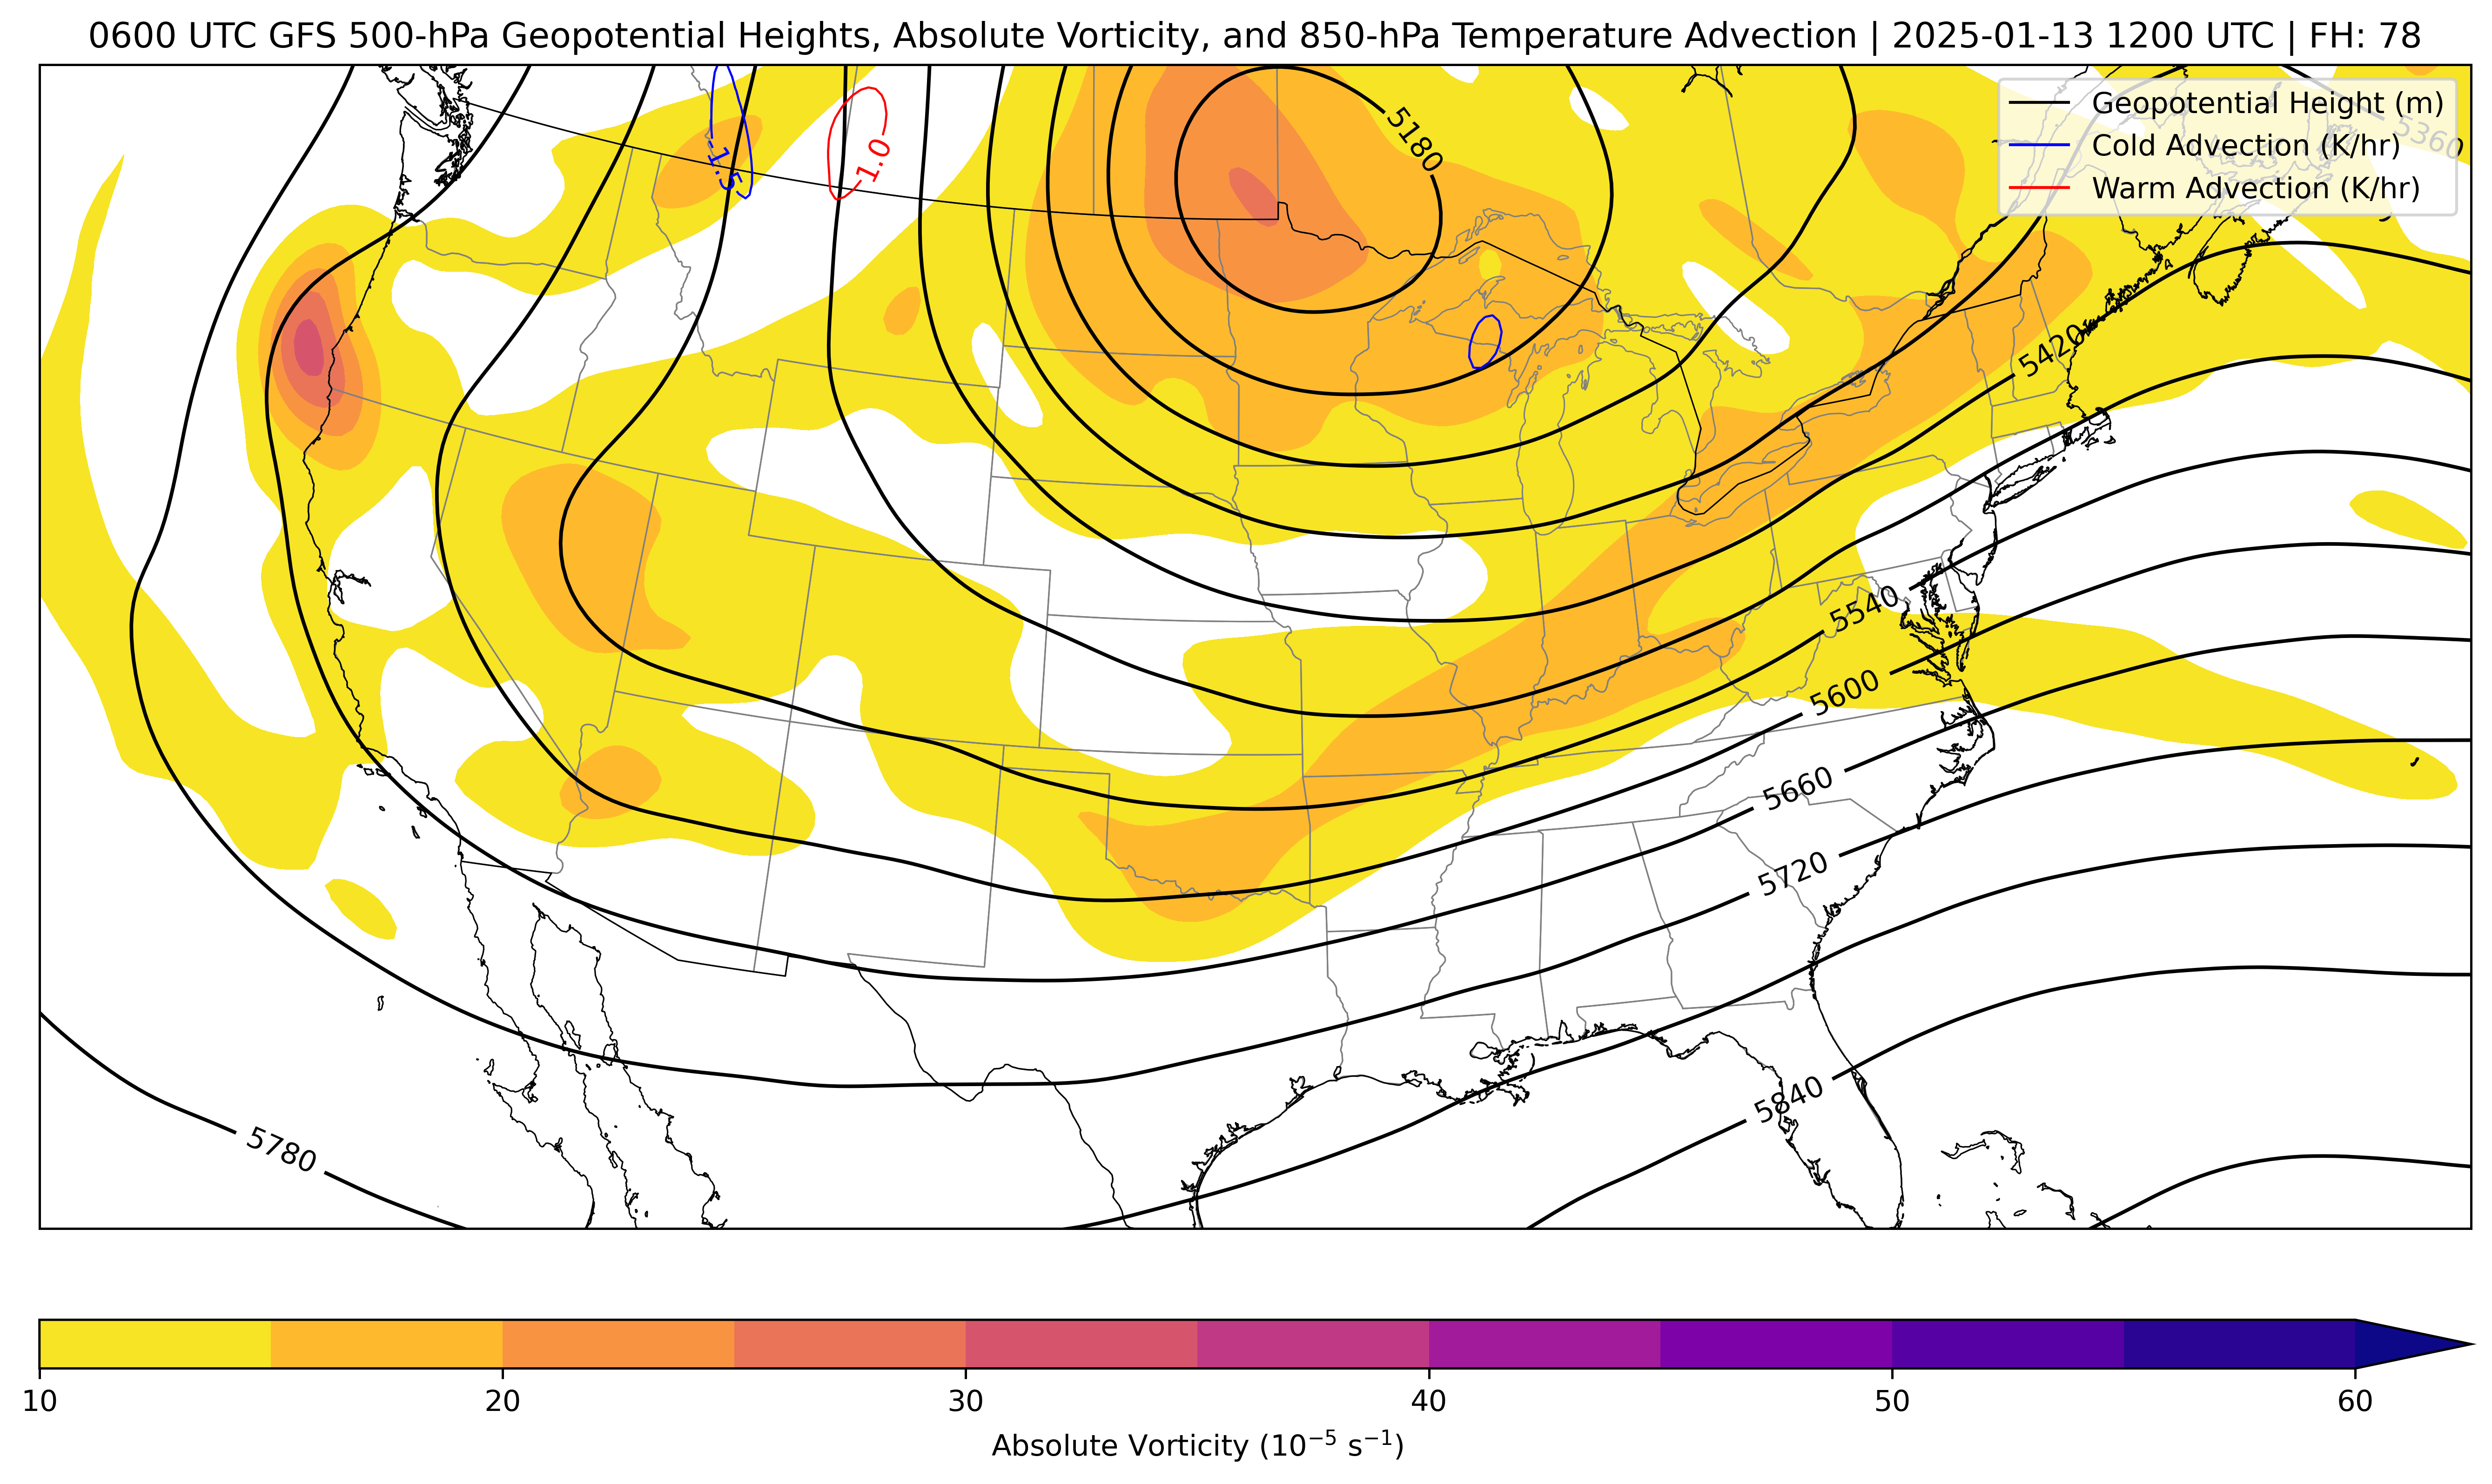 0600 UTC GFS 500-hPa Geopotential Heights, Absolute Vorticity, and 850-hPa Temperature Advection | 2025-01-13 1200 UTC | FH: 78
Geopotential Height (m)
Cold Advection (K/hr)
Warm Advection (K/hr)
5360
5180
-1.5
1.0
5420
5540
5600
5660
5720
5840
5780
10 20 30 40 50 60
Absolute Vorticity (10⁻⁵ s⁻¹)